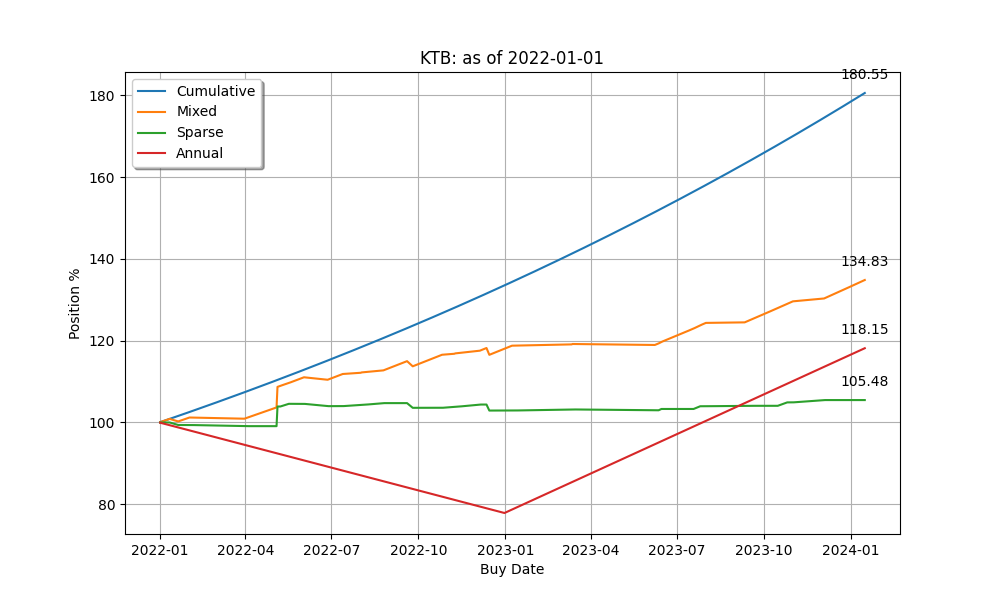 KTB: as of 2022-01-01
Cumulative
Mixed
Sparse
Annual
180.55
134.83
118.15
105.48
Position %
180
160
140
120
100
80
2022-01 2022-04 2022-07 2022-10 2023-01 2023-04 2023-07 2023-10 2024-01
Buy Date